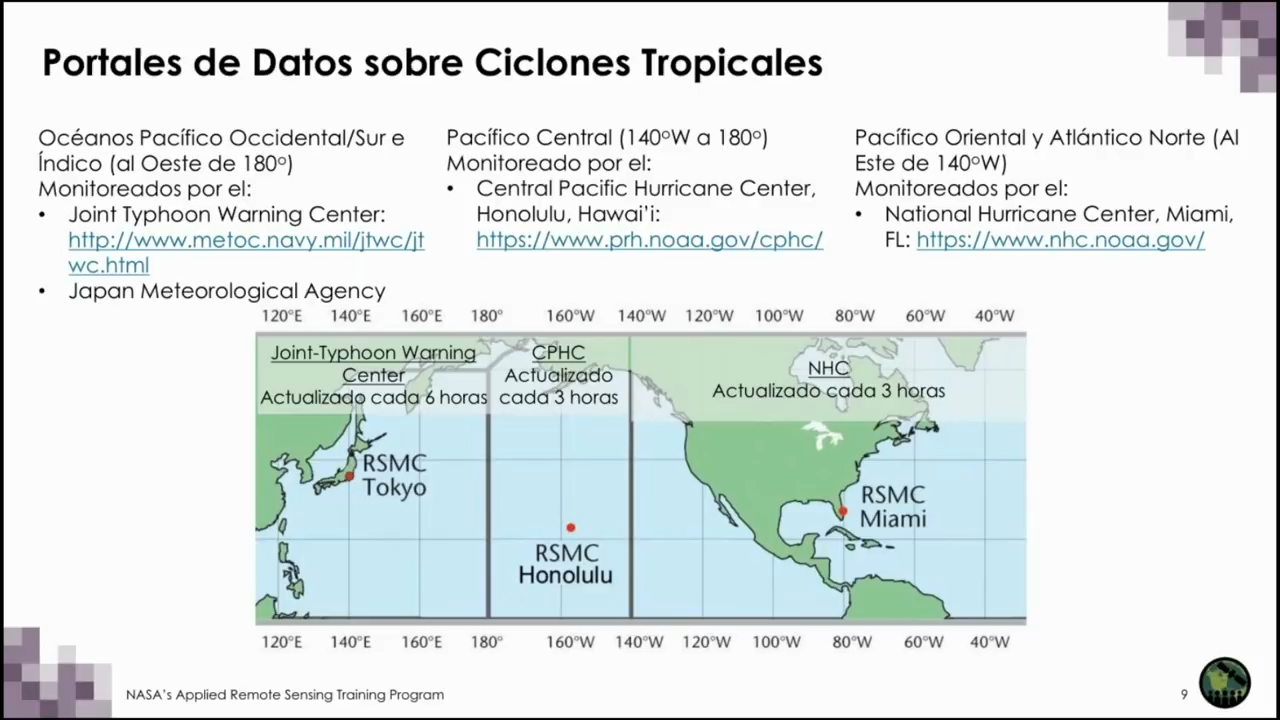 Portales de Datos sobre Ciclones Tropicales
Océanos Pacífico Occidental/Sur e
Índico (al Oeste de 180°)
Monitoreados por el:
• Joint Typhoon Warning Center:
http://www.metoc.navy.mil/jtwc/jt
wc.html
• Japan Meteorological Agency
Pacífico Central (140°W a 180°)
Monitoreado por el:
• Central Pacific Hurricane Center,
Honolulu, Hawai’i:
https://www.prh.noaa.gov/cphc/
Pacífico Oriental y Atlántico Norte (Al
Este de 140°W)
Monitoreados por el:
• National Hurricane Center, Miami,
FL: https://www.nhc.noaa.gov/
120°E 140°E 160°E 180° 160°W 140°W 120°W 100°W 80°W 60°W 40°W
Joint-Typhoon Warning
Center
Actualizado cada 6 horas
CPHC
Actualizado
cada 3 horas
NHC
Actualizado cada 3 horas
RSMC
Tokyo
RSMC
Honolulu
RSMC
Miami
120°E 140°E 160°E 180° 160°W 140°W 120°W 100°W 80°W 60°W 40°W
NASA’s Applied Remote Sensing Training Program
9